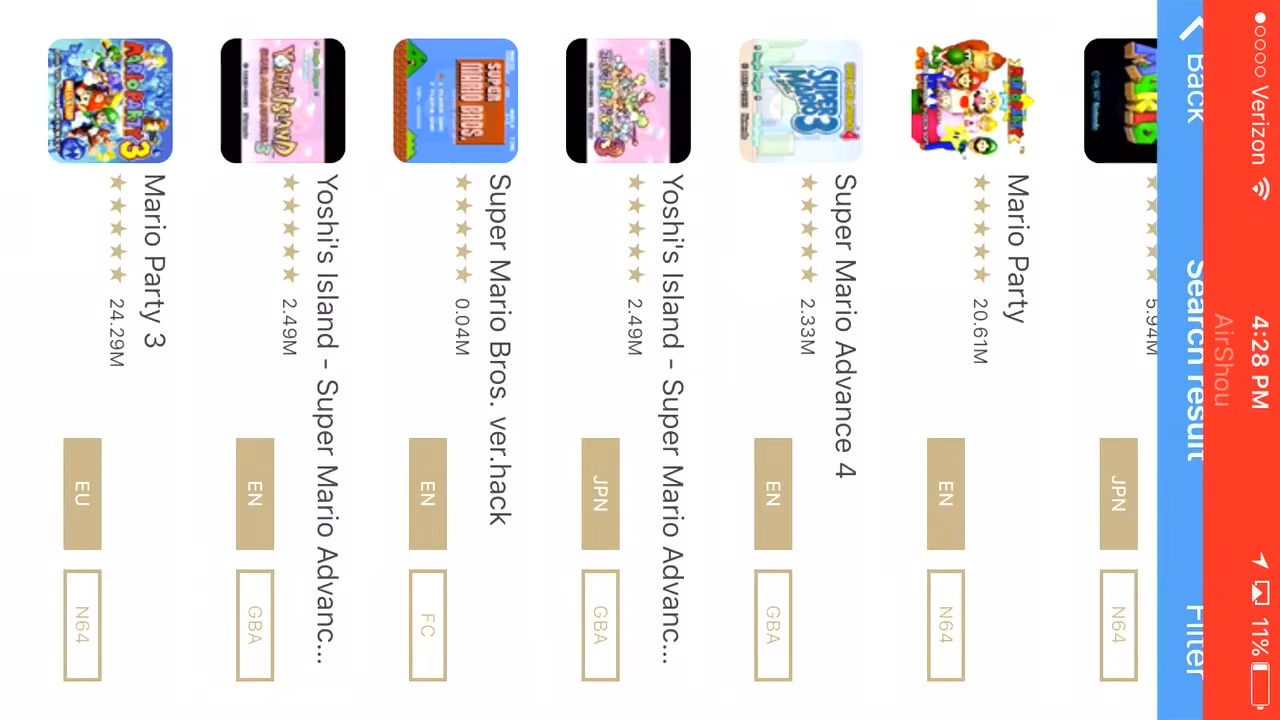 Verizon 4:28 PM 11%
AirShou
Back Search result Filter
5.94M JPN N64
Mario Party
20.61M EN N64
Super Mario Advance 4
2.33M EN GBA
Yoshi's Island - Super Mario Advanc...
2.49M JPN GBA
Super Mario Bros. ver.hack
0.04M EN FC
Yoshi's Island - Super Mario Advanc...
2.49M EN GBA
Mario Party 3
24.29M EU N64